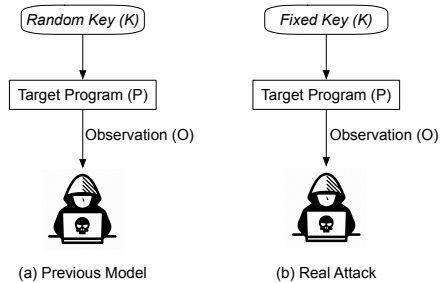 Random Key (K)
Target Program (P)
Observation (O)
(a) Previous Model
Fixed Key (K)
Target Program (P)
Observation (O)
(b) Real Attack